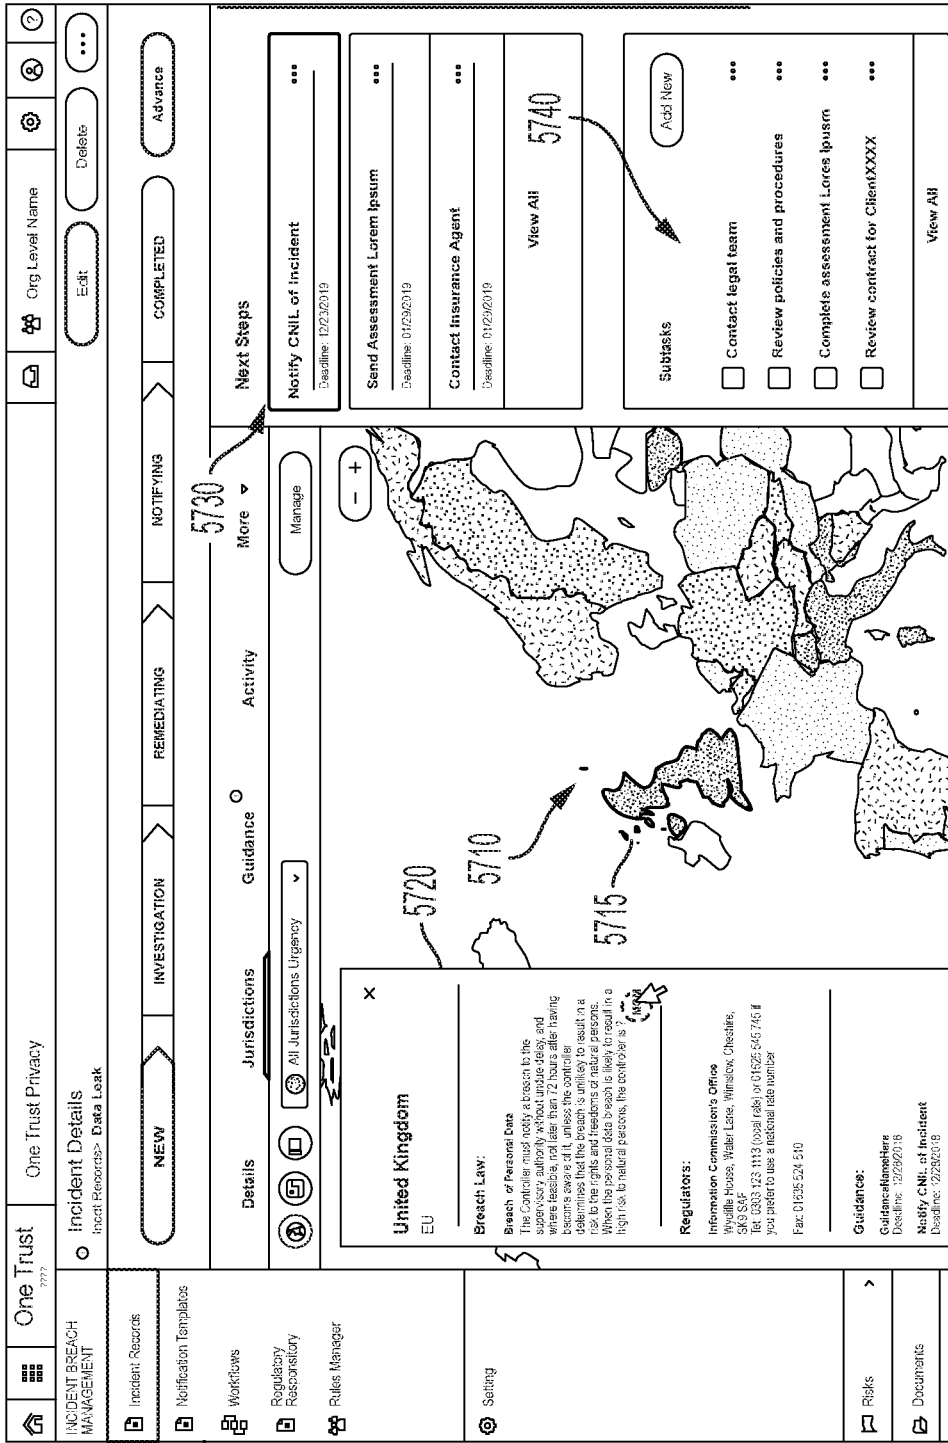 One Trust
????
One Trust Privacy
Org Level Name
?
INCIDENT BREACH
MANAGEMENT
Incident Records
Notification Templates
Workflows
Regulatory
Responsitory
Rules Manager
Setting
Risks
Documents
Incident Details
Incdt Records> Data Leak
Edit
Delete
NEW
INVESTIGATION
REMEDIATING
NOTIFYING
COMPLETED
Advance
Details
Jurisdictions
Guidance
Activity
More
5730
All Jurisdictions Urgency
Manage
- +
5720
5710
5715
United Kingdom
EU
X
Breach Law:
Breach of Personal Data
The Controller must notify a breach to the
supervisory authority without undue delay, and
where feasible, not later than 72 hours after having
become aware of it, unless the controller
determines that the breach is unlikely to result in a
risk to the rights and freedoms of natural persons.
When the personal data breach is likely to result in a
high risk to natural persons, the controller is ?
Regulators:
Information Commission's Office
Wycliffe House, Water Lane, Winslow, Cheshire,
SK9 5AF
Tel: 0303 123 1113 (local rate) or 01625 545 745 if
you prefer to use a national rate number
Fax: 01635 524 510
Guidance:
GuidanceNameHere
Deadline: 12/28/2018
Notify CNIL of Incident
Deadline: 12/28/2018
Next Steps
Notify CNIL of Incident
Deadline: 12/23/2019
Send Assessment Lorem Ipsum
Deadline: 01/29/2019
Contact Insurance Agent
Deadline: 01/29/2019
View All
5740
Subtasks
Add New
Contact legal team
Review policies and procedures
Complete assessment Lores Ipusm
Review contract for ClientXXXX
View All